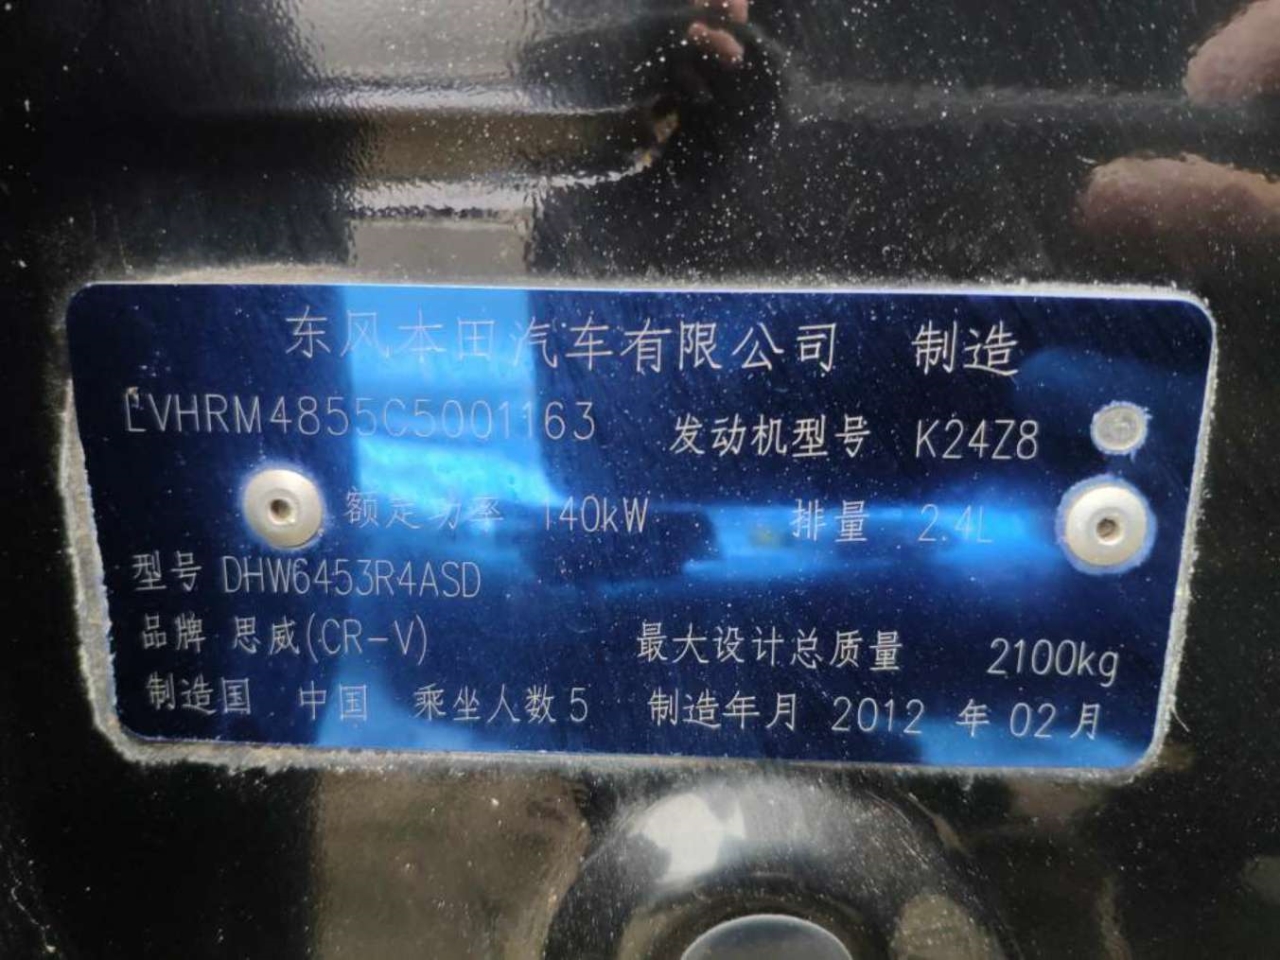 东风本田汽车有限公司 制造
LVHRM4855C5001163 发动机型号 K24Z8
额定功率 140kW 排量 2.4L
型号 DHW6453R4ASD
品牌 思威(CR-V) 最大设计总质量 2100kg
制造国 中国 乘坐人数 5 制造年月 2012 年 02 月